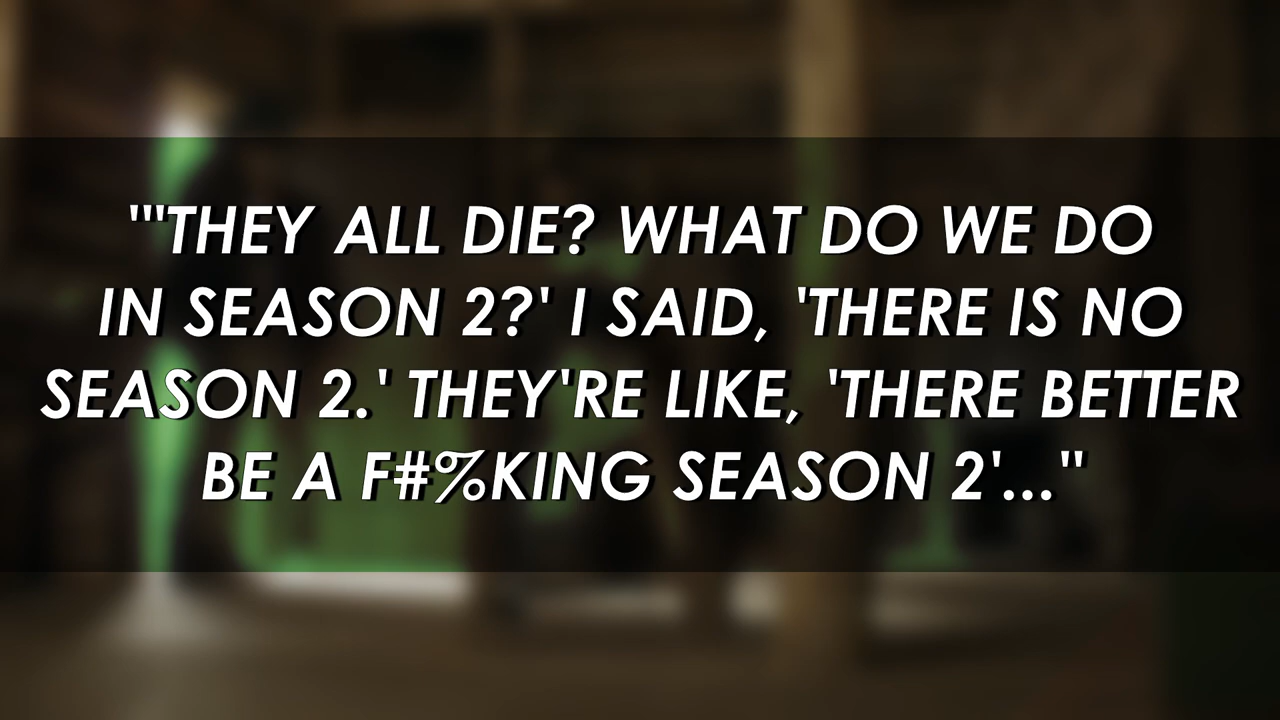 "'THEY ALL DIE? WHAT DO WE DO
IN SEASON 2?' I SAID, 'THERE IS NO
SEASON 2.' THEY'RE LIKE, 'THERE BETTER
BE A F#%KING SEASON 2'..."